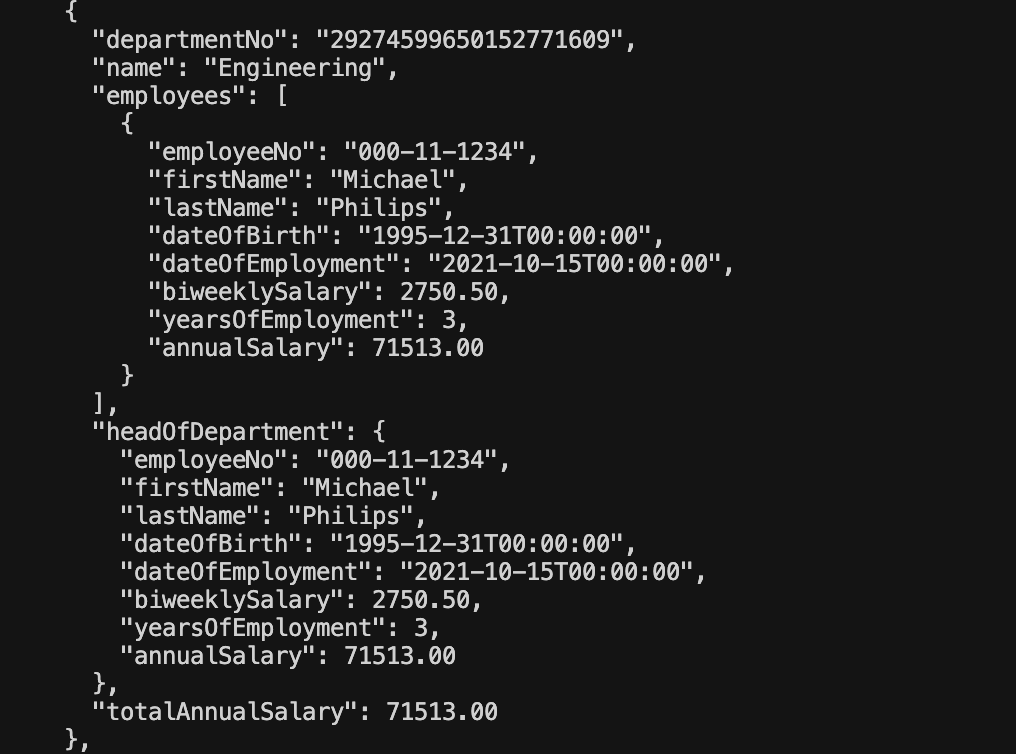 {
"departmentNo": "29274599650152771609",
"name": "Engineering",
"employees": [
{
"employeeNo": "000-11-1234",
"firstName": "Michael",
"lastName": "Philips",
"dateOfBirth": "1995-12-31T00:00:00",
"dateOfEmployment": "2021-10-15T00:00:00",
"biweeklySalary": 2750.50,
"yearsOfEmployment": 3,
"annualSalary": 71513.00
}
],
"headOfDepartment": {
"employeeNo": "000-11-1234",
"firstName": "Michael",
"lastName": "Philips",
"dateOfBirth": "1995-12-31T00:00:00",
"dateOfEmployment": "2021-10-15T00:00:00",
"biweeklySalary": 2750.50,
"yearsOfEmployment": 3,
"annualSalary": 71513.00
},
"totalAnnualSalary": 71513.00
},